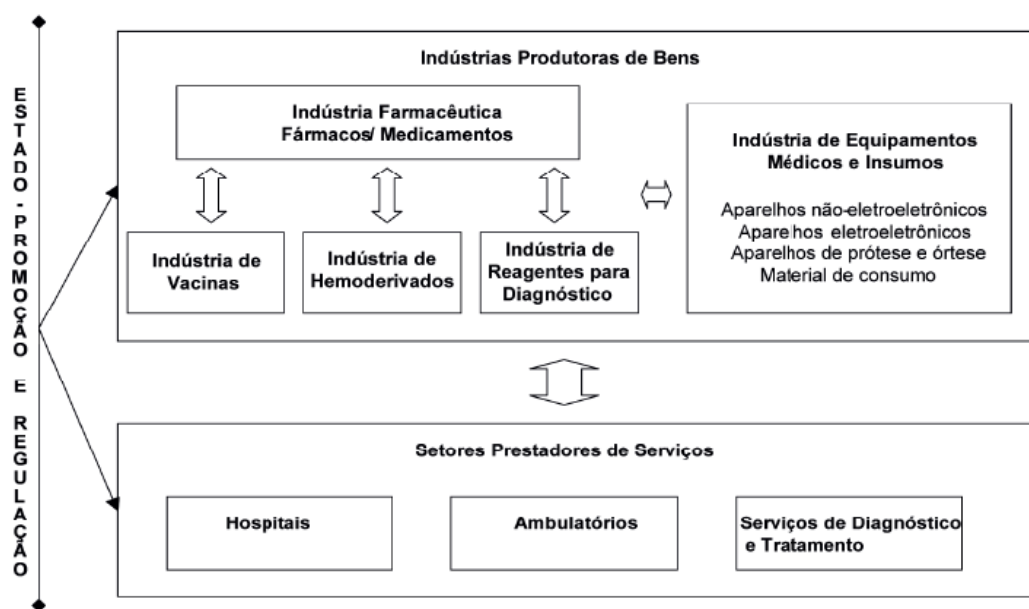 ESTADO - PROMOÇÃO E REGULAÇÃO
Indústrias Produtoras de Bens
Indústria Farmacêutica
Fármacos/ Medicamentos
Indústria de Equipamentos
Médicos e Insumos
Aparelhos não-eletroeletrônicos
Aparelhos eletroeletrônicos
Aparelhos de prótese e órtese
Material de consumo
Indústria de
Vacinas
Indústria de
Hemoderivados
Indústria de
Reagentes para
Diagnóstico
Setores Prestadores de Serviços
Hospitais
Ambulatórios
Serviços de Diagnóstico
e Tratamento